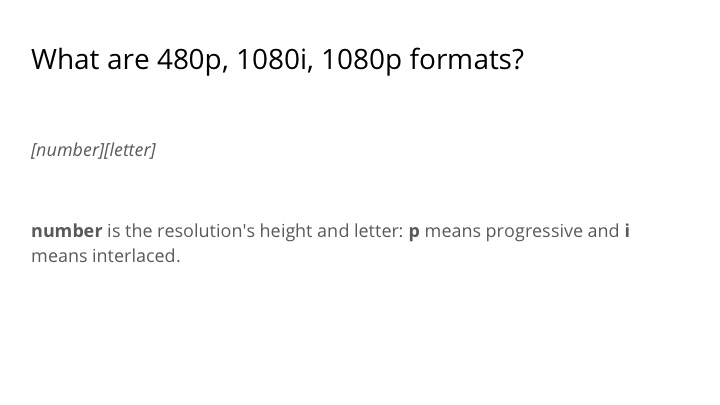 What are 480p, 1080i, 1080p formats?
[number][letter]
number is the resolution's height and letter: p means progressive and i
means interlaced.